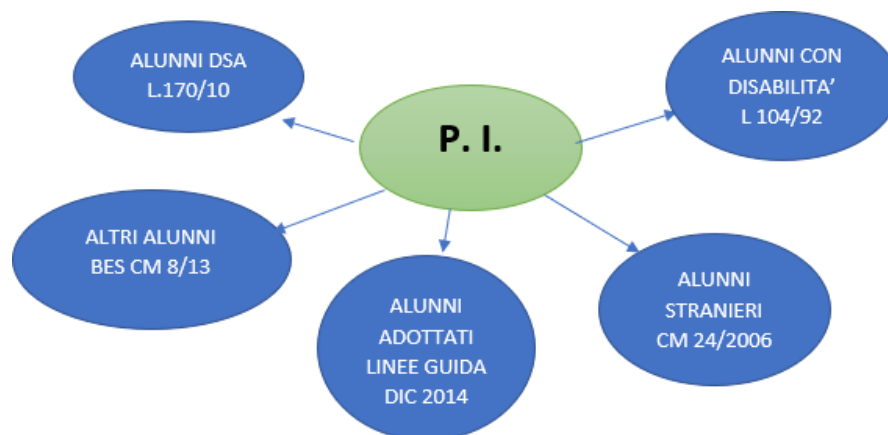 ALUNNI DSA
L.170/10
P. I.
ALUNNI CON
DISABILITA’
L 104/92
ALTRI ALUNNI
BES CM 8/13
ALUNNI
ADOTTATI
LINEE GUIDA
DIC 2014
ALUNNI
STRANIERI
CM 24/2006